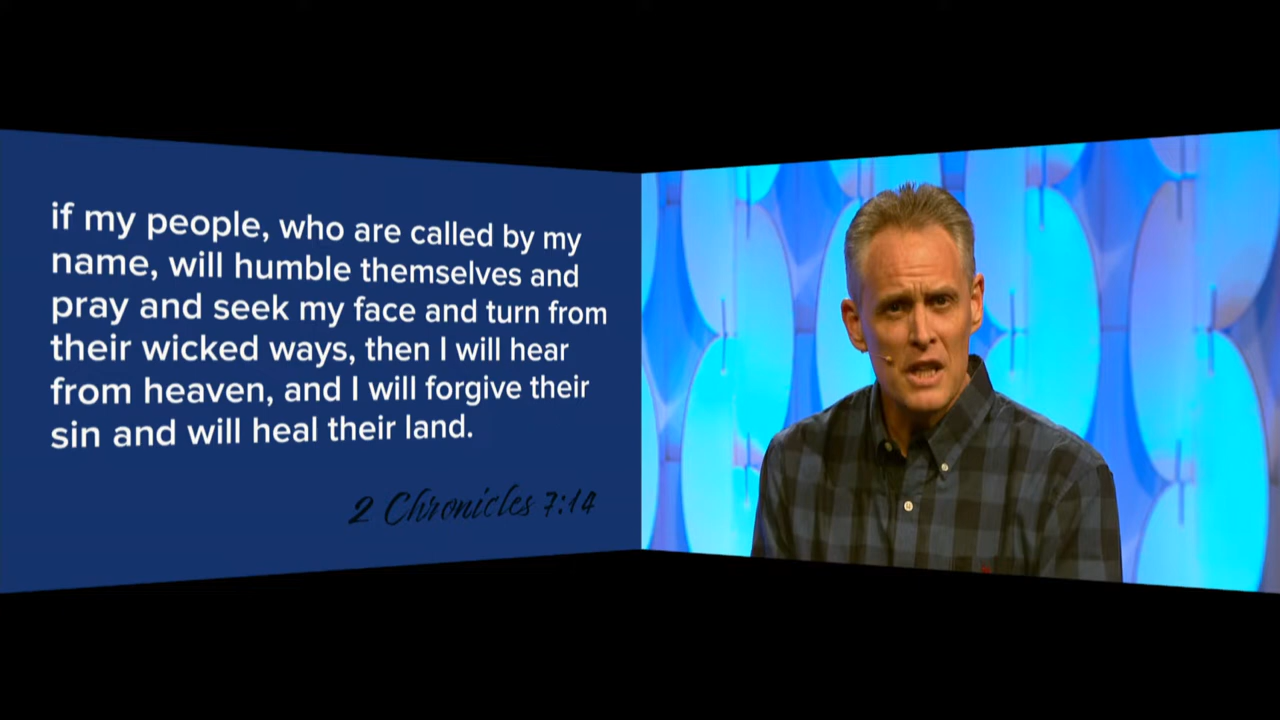 if my people, who are called by my
name, will humble themselves and
pray and seek my face and turn from
their wicked ways, then I will hear
from heaven, and I will forgive their
sin and will heal their land.
2 Chronicles 7:14